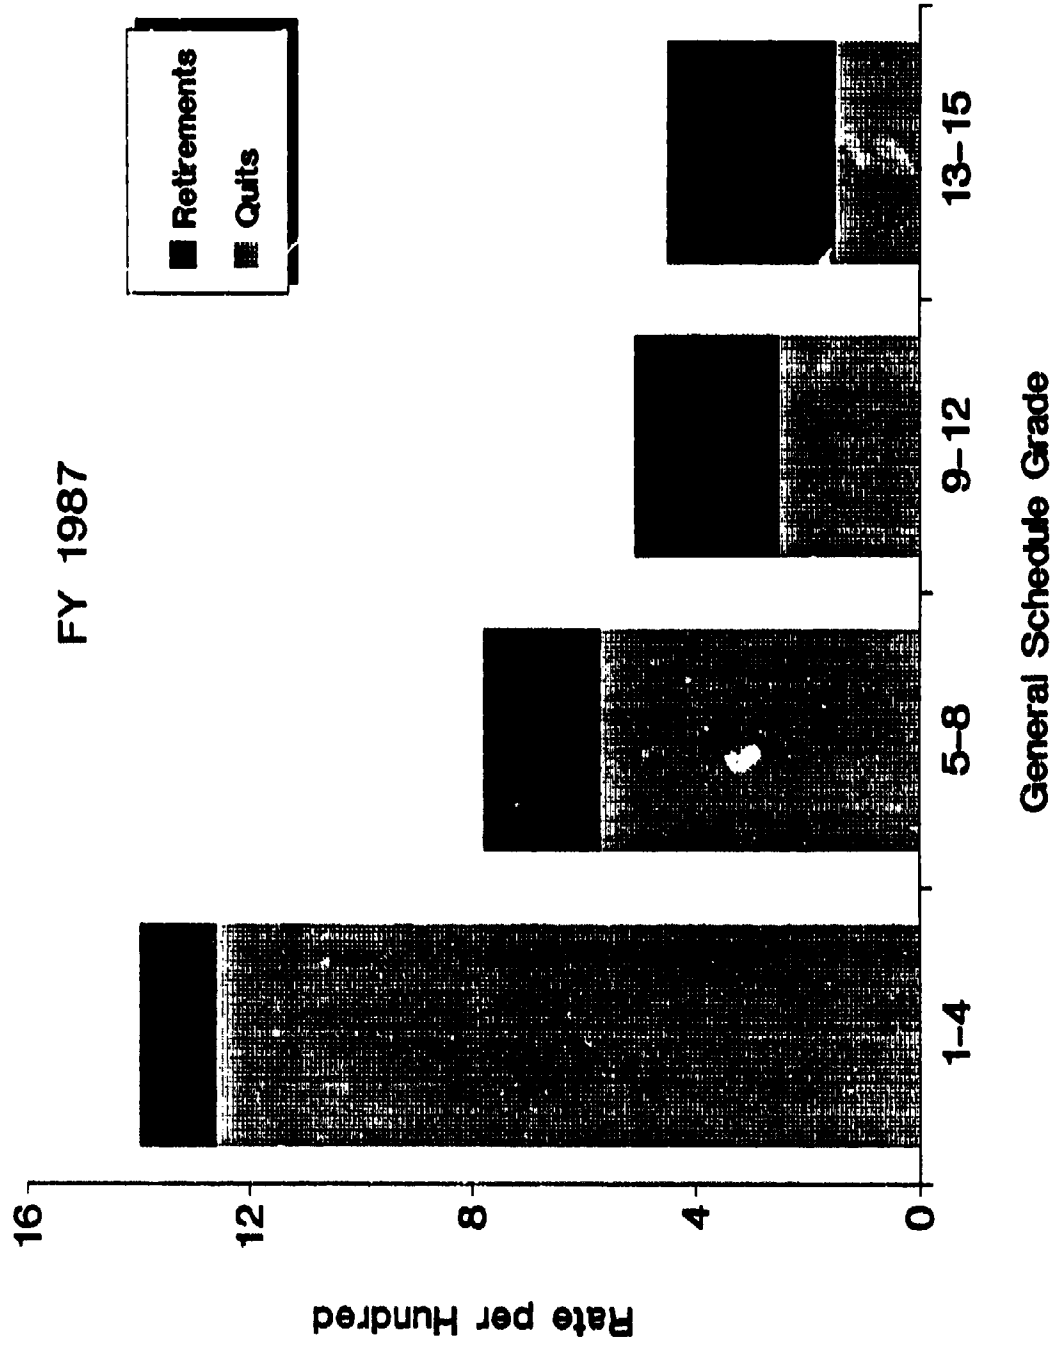 FY 1987
Retirements
Quits
Rate per Hundred
16
12
8
4
0
1–4
5–8
9–12
13–15
General Schedule Grade